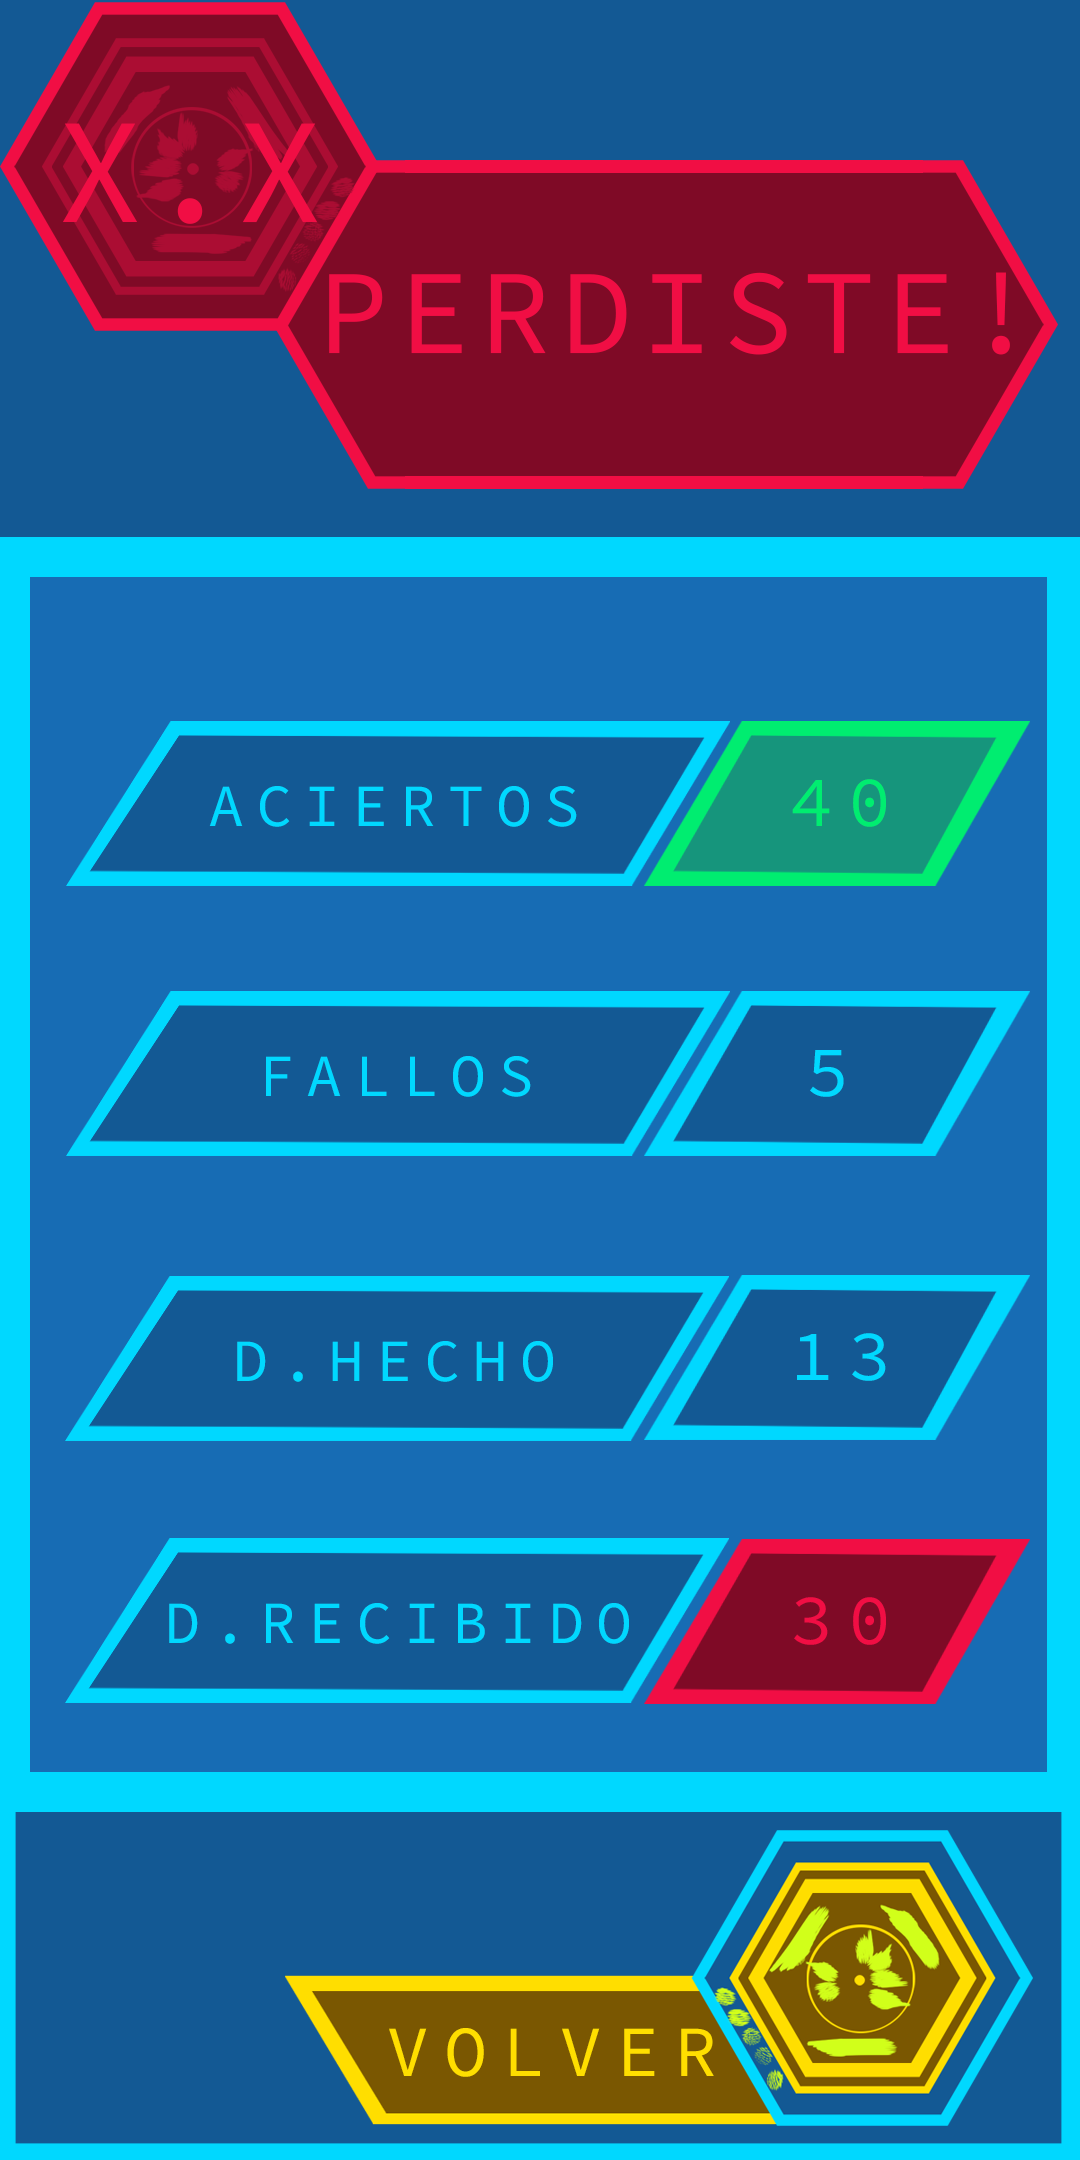 X.X
PERDISTE!
ACIERTOS 40
FALLOS 5
D.HECHO 13
D.RECIBIDO 30
VOLVER